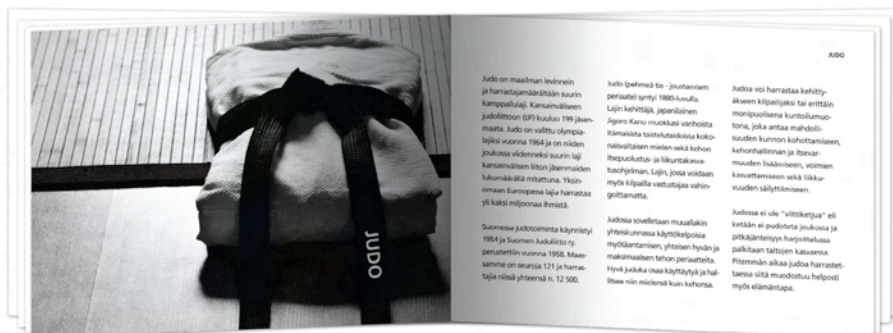 JUDO
JUDO
Judo on maailman levinnein
ja harrastajamäärältään suurin
kamppailulaji. Kansainväliseen
judoliittoon (IJF) kuuluu 199 jäsen-
maata. Judo on valittu olympia-
lajiksi vuonna 1964 ja on niiden
joukossa viidenneksi suurin laji
kansainvälisen liiton jäsenmaiden
lukumäärällä mitattuna. Yksin-
omaan Euroopassa lajia harrastaa
yli kaksi miljoonaa ihmistä.
Suomessa judotoiminta käynnistyi
1954 ja Suomen Judoliitto ry.
perustettiin vuonna 1958. Maas-
samme on seuroja 121 ja harras-
tajia niissä yhteensä n. 12 500.
Judo (pehmeä tie - joustamisen
periaate) syntyi 1880-luvulla.
Lajin kehittäjä, japanilainen
Jigoro Kano muokkasi vanhoista
itämaisista taistelutaidoista koko-
naisvaltaisen mielen sekä kehon
itsepuolustus- ja liikuntakasva-
tusohjelman. Lajin, jossa voidaan
myös kilpailla vastustajaa vahin-
goittamatta.
Judossa sovelletaan muuallakin
yhteiskunnassa käyttökelpoisia
myötäantamisen, yhteisen hyvän ja
maksimaalisen tehon periaatteita.
Hyvä judoka osaa käyttäytyä ja hal-
litsee niin mielensä kuin kehonsa.
Judoa voi harrastaa kehitty-
äkseen kilpailijaksi tai erittäin
monipuolisena kuntoilumuo-
tona, joka antaa mahdolli-
suuden kunnon kohottamiseen,
kehonhallinnan ja itsevar-
muuden lisäämiseen, voimien
kasvattamiseen sekä liikku-
vuuden säilyttämiseen.
Judossa ei ole "vilttiketjua" eli
ketään ei pudoteta joukosta ja
pitkäjänteisyys harjoittelussa
palkitaan taitojen kasvaessa.
Pitemmän aikaa judoa harrastet-
taessa siitä muodostuu helposti
myös elämäntapa.